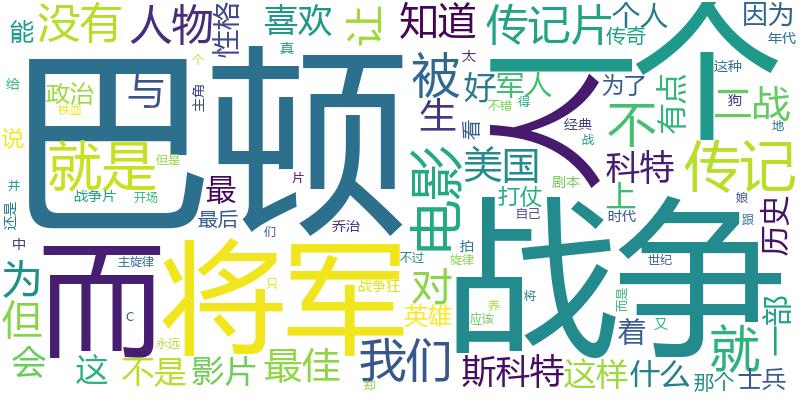 能
没有
人物
性格
喜欢
真
让
知道
传记片
传奇
个人
因为
年代
给
政治
铁血
与
个
主角
巴顿
被
太
好
军人
为了
一个
这种
人
有点
二战
狗
地
说
就是
但是
生
看
不错
得
经典
战
不
并
还是
战争片
开场
最
最后
片
乔治
们
电影
美国
打仗
剧本
自己
科特
上
时代
传记
娘
跟
历史
中
为
但
会
主旋律
C
永远
而
将军
只
不过
战争狂
对
拍
旋律
英雄
养
应该
将
战争
世纪
而是
着
又
就
一部
这
不是
影片
最佳
我们
却
斯科特
这样
什么
那个
士兵